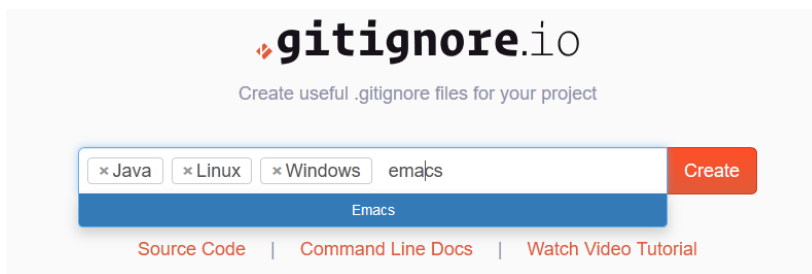 .gitignore.io
Create useful .gitignore files for your project
× Java × Linux × Windows emacs Create
Emacs
Source Code | Command Line Docs | Watch Video Tutorial